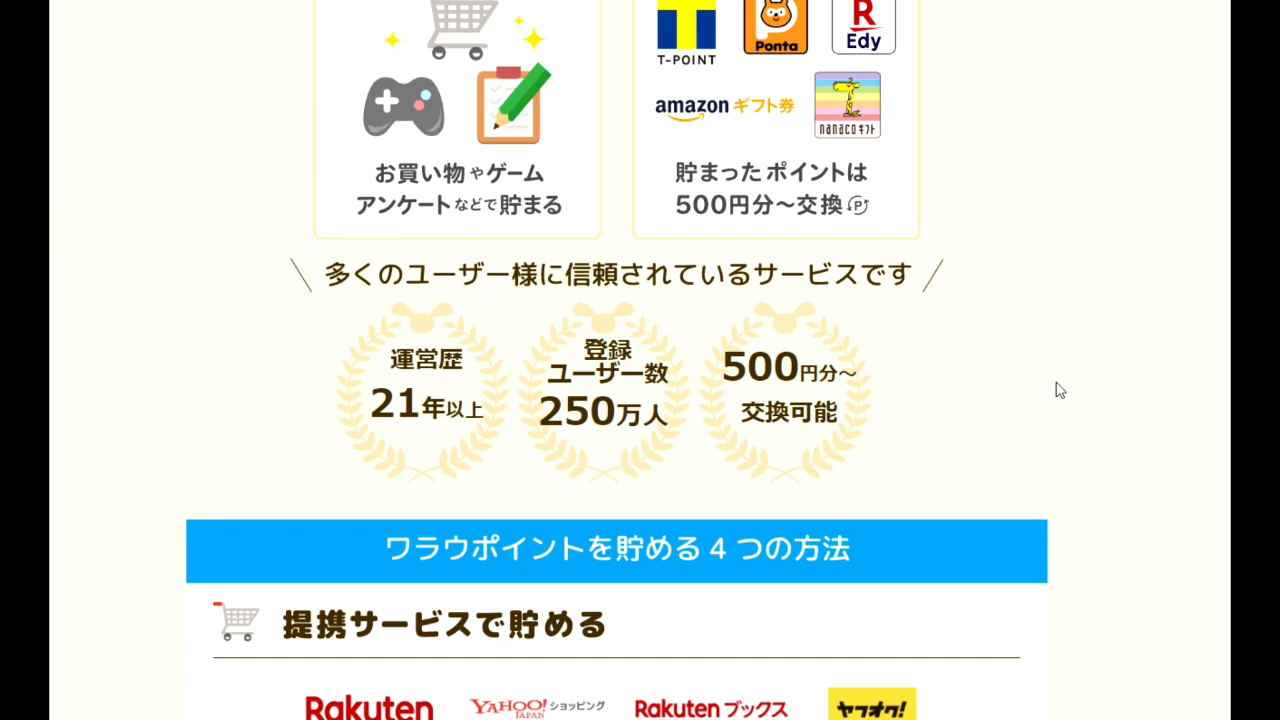 T-POINT
Ponta
R
Edy
amazon ギフト券
nanacoギフト
お買い物やゲーム
アンケートなどで貯まる
貯まったポイントは
500円分～交換 P
多くのユーザー様に信頼されているサービスです
運営歴
21年以上
登録
ユーザー数
250万人
500円分～
交換可能
ワラウポイントを貯める4つの方法
提携サービスで貯める
Rakuten
YAHOO! JAPAN ショッピング
Rakuten ブックス
ヤフオク!